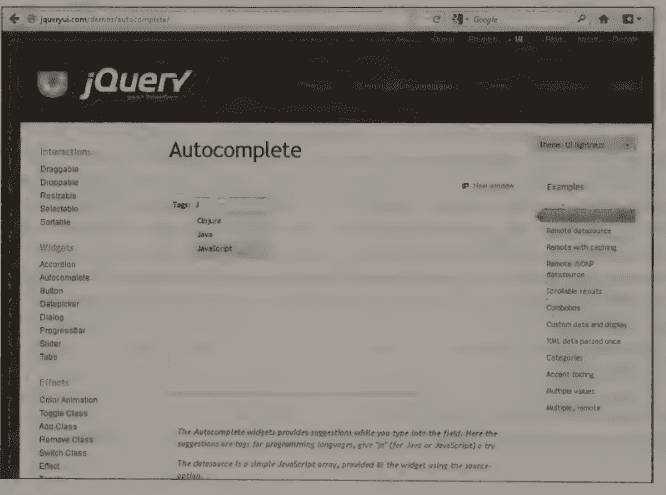 jqueryui.com/demos/autocomplete/
Google
jQuery
Autocomplete
theme: UI lightness
Interactions
Draggable
Droppable
Resizable
Selectable
Sortable
Widgets
Accordion
Autocomplete
Button
Datepicker
Dialog
ProgressBar
Slider
Tabs
Effects
Color Animation
Toggle Class
Add Class
Remove Class
Switch Class
Effect
View window
Tags: J
Clojure
Java
JavaScript
The Autocomplete widgets provides suggestions while you type into the field. Here the
suggestions are tags for programming languages, give "ja" (for Java or JavaScript) a try
The datasource is a simple JavaScript array, provided to the widget using the source-
option.
Examples
Remote datasource
Remote with caching
Remote JSONP
datasource
Scrollable results
Combobox
Custom data and display
XML data parsed once
Categories
Accent folding
Multiple values
Multiple, remote